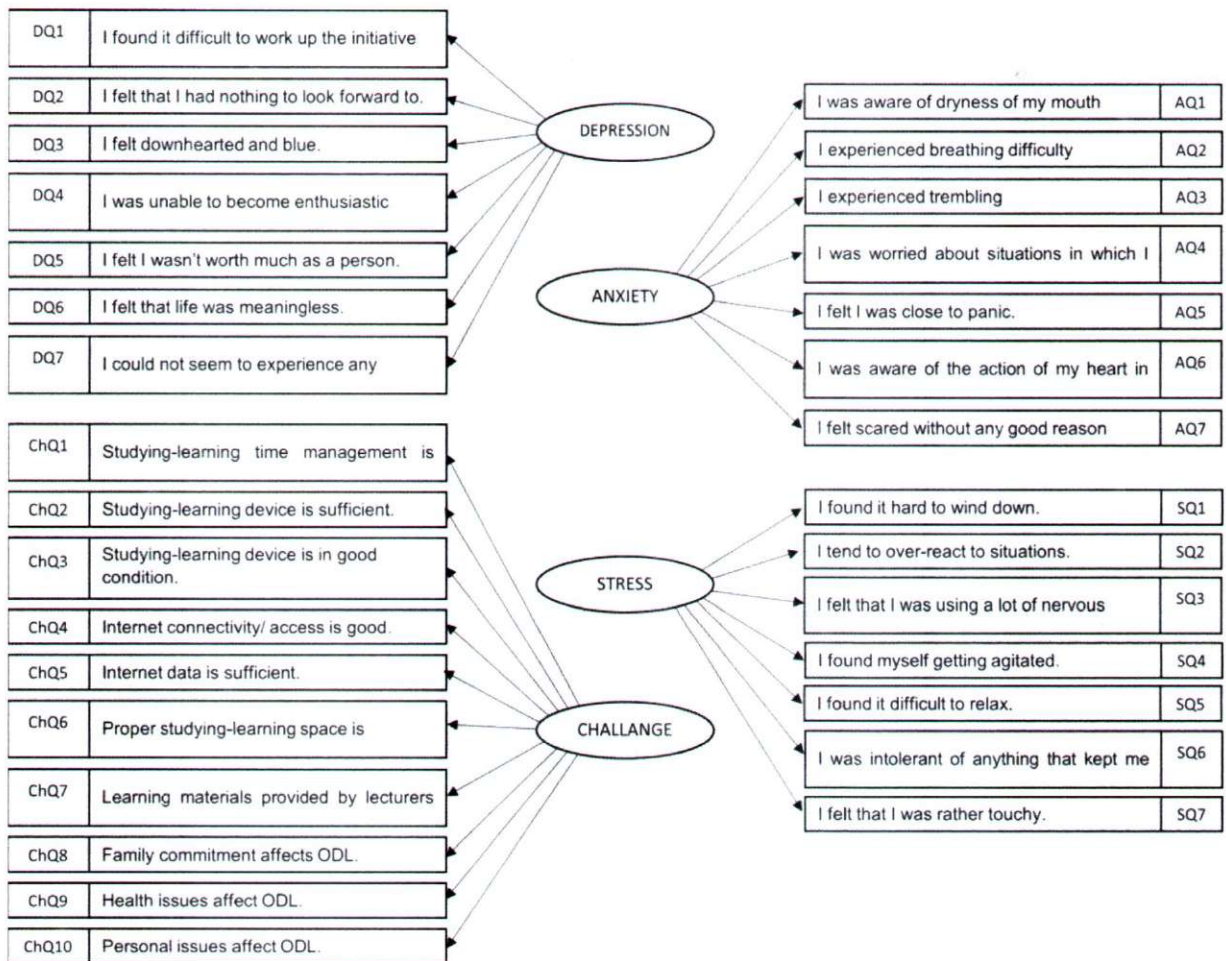 DQ1 I found it difficult to work up the initiative
DQ2 I felt that I had nothing to look forward to.
DQ3 I felt downhearted and blue.
DQ4 I was unable to become enthusiastic
DQ5 I felt I wasn't worth much as a person.
DQ6 I felt that life was meaningless.
DQ7 I could not seem to experience any
DEPRESSION
I was aware of dryness of my mouth AQ1
I experienced breathing difficulty AQ2
I experienced trembling AQ3
I was worried about situations in which I AQ4
I felt I was close to panic. AQ5
I was aware of the action of my heart in AQ6
I felt scared without any good reason AQ7
ANXIETY
ChQ1 Studying-learning time management is
ChQ2 Studying-learning device is sufficient.
ChQ3 Studying-learning device is in good
condition.
ChQ4 Internet connectivity/ access is good.
ChQ5 Internet data is sufficient.
ChQ6 Proper studying-learning space is
ChQ7 Learning materials provided by lecturers
ChQ8 Family commitment affects ODL.
ChQ9 Health issues affect ODL.
ChQ10 Personal issues affect ODL.
CHALLANGE
STRESS
I found it hard to wind down. SQ1
I tend to over-react to situations. SQ2
I felt that I was using a lot of nervous SQ3
I found myself getting agitated. SQ4
I found it difficult to relax. SQ5
I was intolerant of anything that kept me SQ6
I felt that I was rather touchy. SQ7